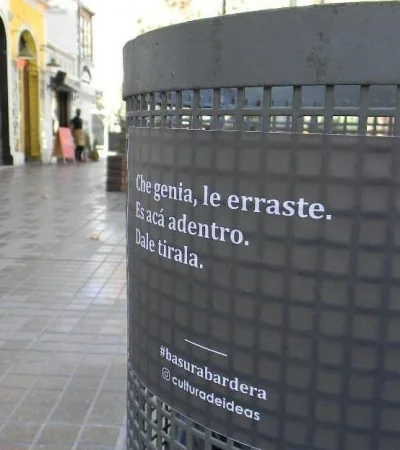 Che genia, le erraste.
Es acá adentro.
Dale tirala.
#basurabardera
culturadeideas